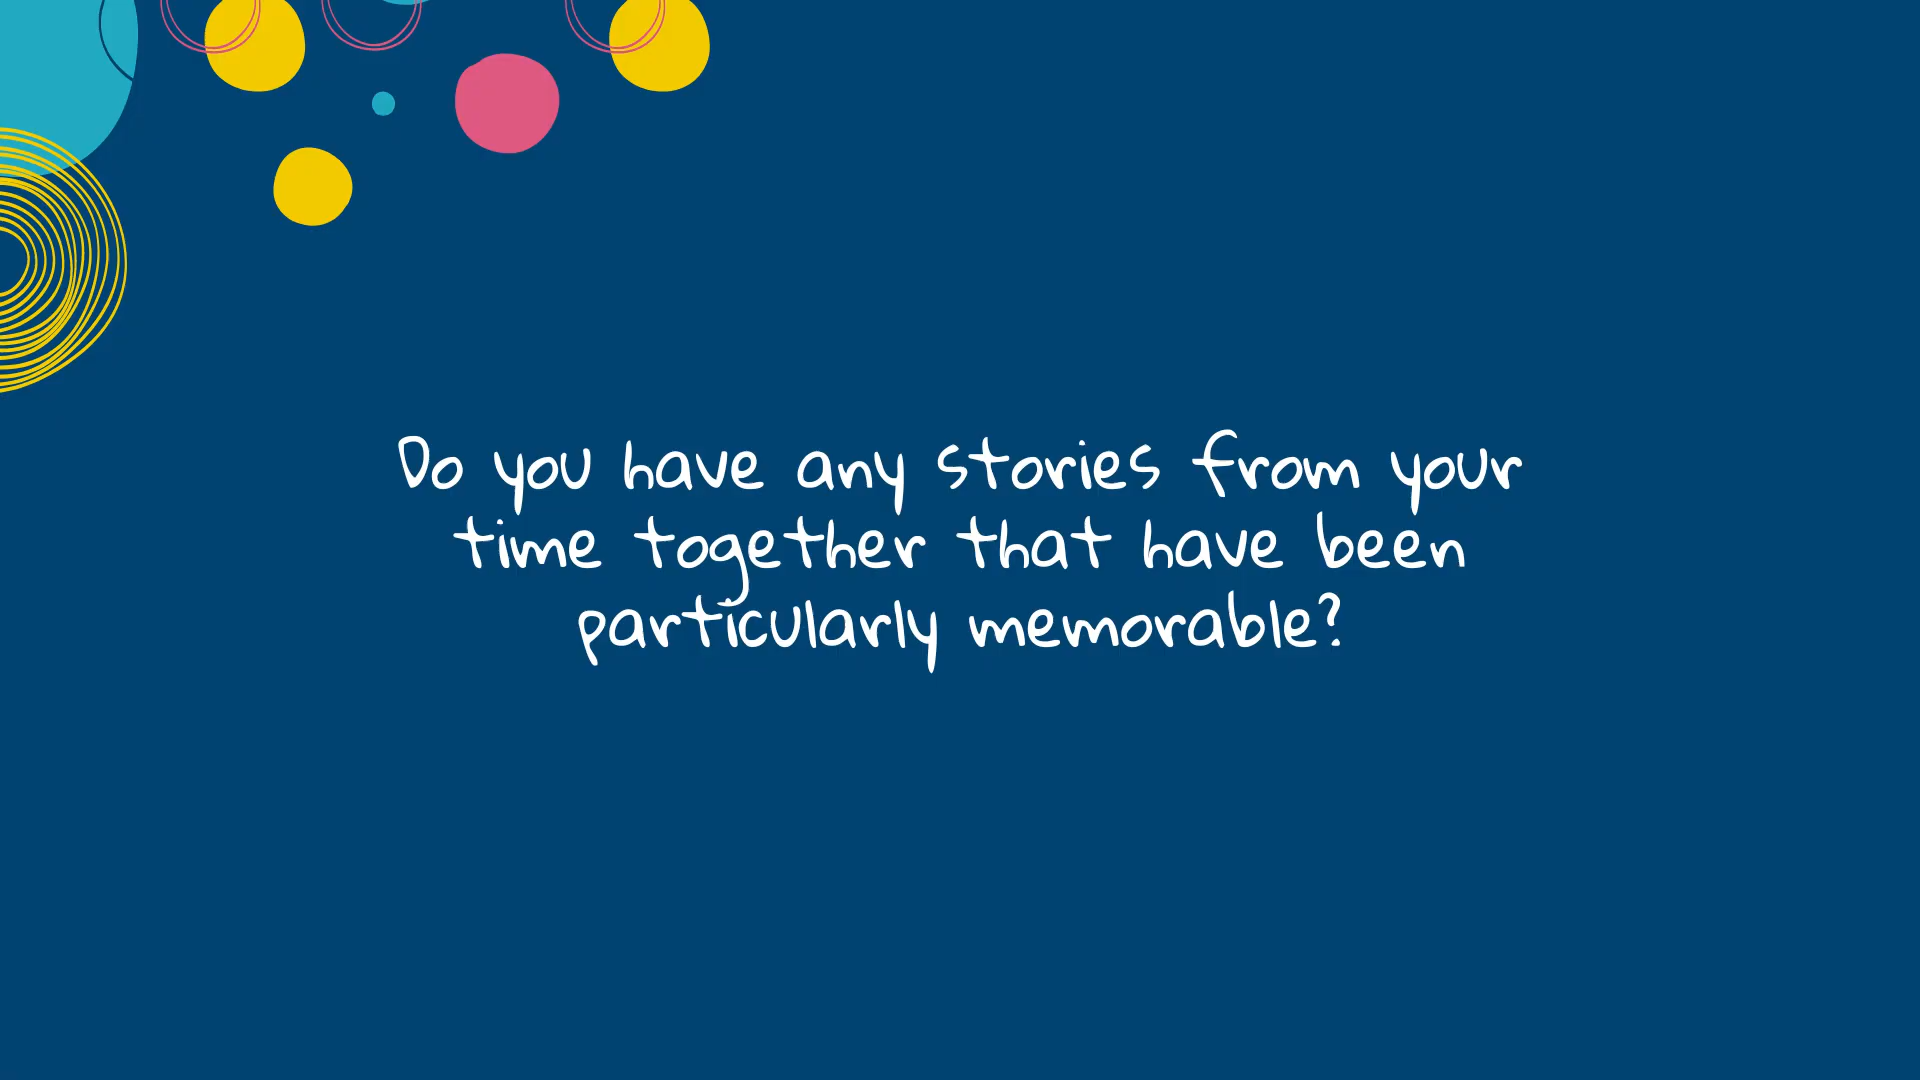 Do you have any stories from your
time together that have been
particularly memorable?